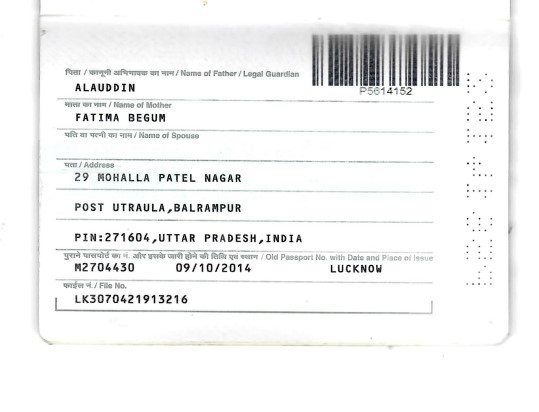 पिता / कानूनी अभिभावक का नाम / Name of Father / Legal Guardian
ALAUDDIN
P5614152
माता का नाम / Name of Mother
FATIMA BEGUM
पति या पत्नी का नाम / Name of Spouse
पता / Address
29 MOHALLA PATEL NAGAR
POST UTRAULA,BALRAMPUR
PIN:271604,UTTAR PRADESH,INDIA
पुराने पासपोर्ट का नं. और इसके जारी होने की तिथि एवं स्थान / Old Passport No. with Date and Place of Issue
M2704430 09/10/2014 LUCKNOW
फाईल नं./ File No.
LK3070421913216